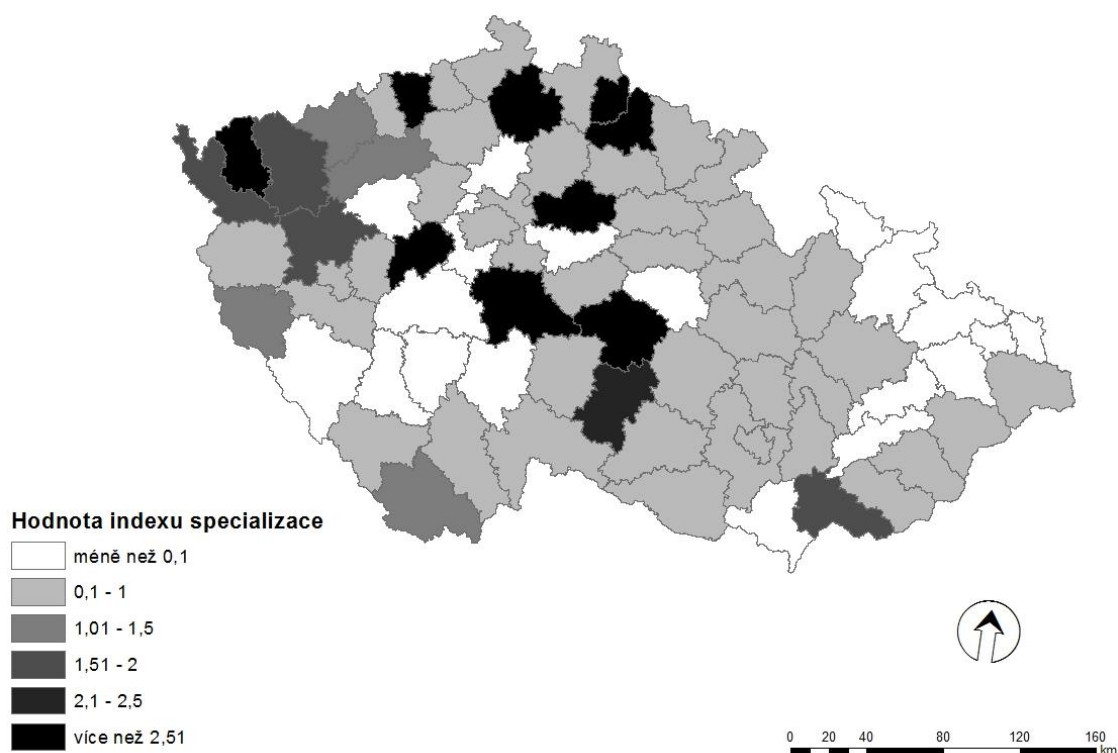 Hodnota indexu specializace
méně než 0,1
0,1 - 1
1,01 - 1,5
1,51 - 2
2,1 - 2,5
více než 2,51
0 20 40 80 120 160
km